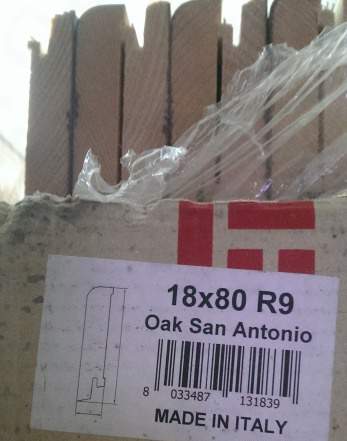 18x80 R9
Oak San Antonio
8 033487 131839
MADE IN ITALY